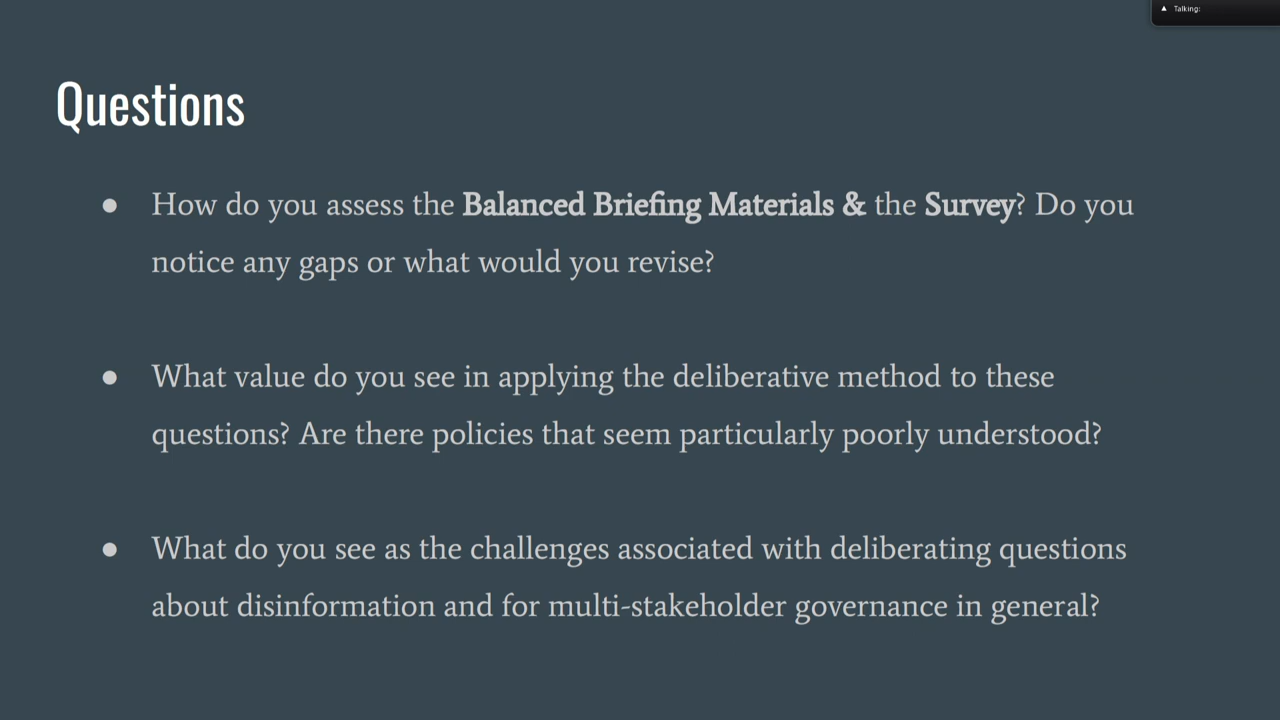 ▲ Talking:
Questions
● How do you assess the Balanced Briefing Materials & the Survey? Do you
notice any gaps or what would you revise?
● What value do you see in applying the deliberative method to these
questions? Are there policies that seem particularly poorly understood?
● What do you see as the challenges associated with deliberating questions
about disinformation and for multi-stakeholder governance in general?